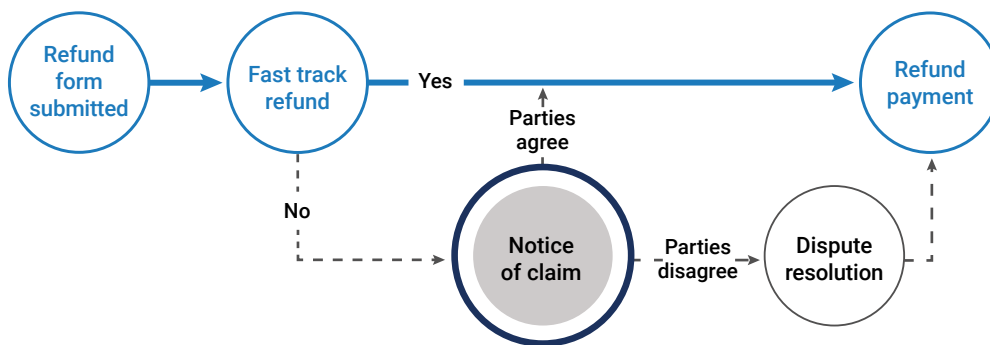 Refund
form
submitted
Fast track
refund
Yes
Refund
payment
Parties
agree
No
Notice
of claim
Parties
disagree
Dispute
resolution